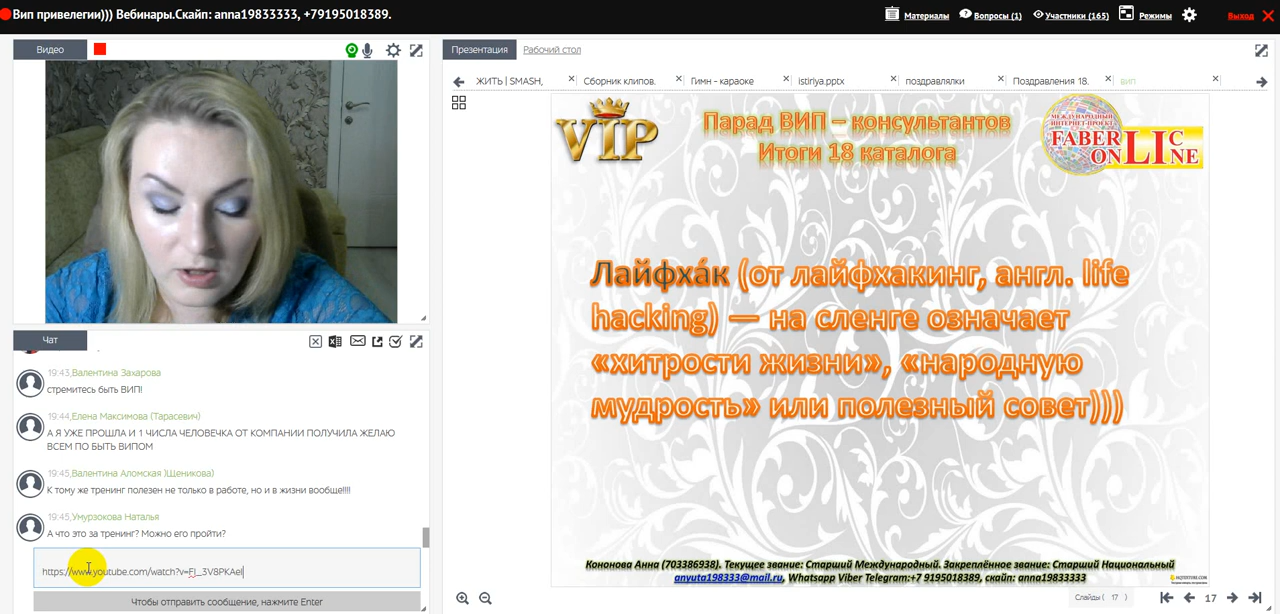 Вип привелегии))) Вебинары.Скайп: anna19833333, +79195018389.
Материалы
Вопросы (1)
Участники (165)
Режимы
Выход
Видео
Презентация
Рабочий стол
ЖИТЬ | SMASH,
Сборник клипов.
Гимн - караоке
istiriya.pptx
поздравлялки
Поздравления 18.
вип
VIP
Парад ВИП – консультантов
Итоги 18 каталога
МЕЖДУНАРОДНЫЙ
ИНТЕРНЕТ-ПРОЕКТ
FABERLIC
ONLINE
Лайфха́к (от лайфхакинг, англ. life
hacking) — на сленге означает
«хитрости жизни», «народную
мудрость» или полезный совет)))
Кононова Анна (703386938). Текущее звание: Старший Международный. Закреплённое звание: Старший Национальный
anyuta198333@mail.ru, Whatsapp Viber Telegram:+7 9195018389, скайп: anna19833333
Слайды ( 17 )
17
Чат
19:43,Валентина Захарова
стремитесь быть ВИП!
19:44,Елена Максимова (Тарасевич)
А Я УЖЕ ПРОШЛА И 1 ЧИСЛА ЧЕЛОВЕЧКА ОТ КОМПАНИИ ПОЛУЧИЛА ЖЕЛАЮ
ВСЕМ ПО БЫТЬ ВИПОМ
19:45,Валентина Аломская )Щеникова)
К тому же тренинг полезен не только в работе, но и в жизни вообще!!!!
19:45,Умурзокова Наталья
А что это за тренинг? Можно его пройти?
https://www.youtube.com/watch?v=FJ_3V8PKAeI
Чтобы отправить сообщение, нажмите Enter